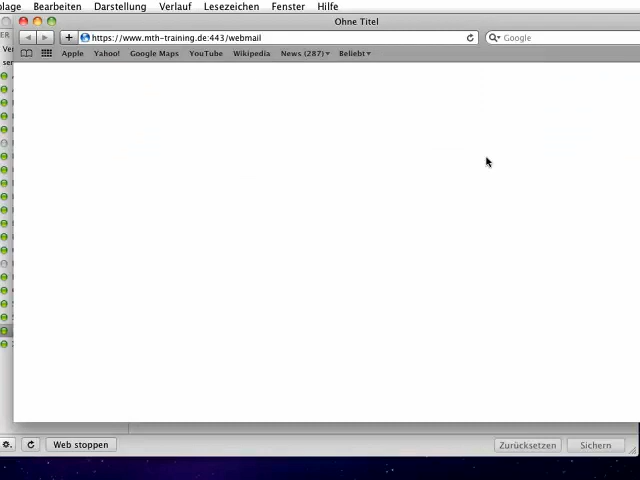 blage Bearbeiten Darstellung Verlauf Lesezeichen Fenster Hilfe
Ohne Titel
https://www.mth-training.de:443/webmail
Google
Apple Yahoo! Google Maps YouTube Wikipedia News (287) Beliebt
Web stoppen
Zurücksetzen
Sichern